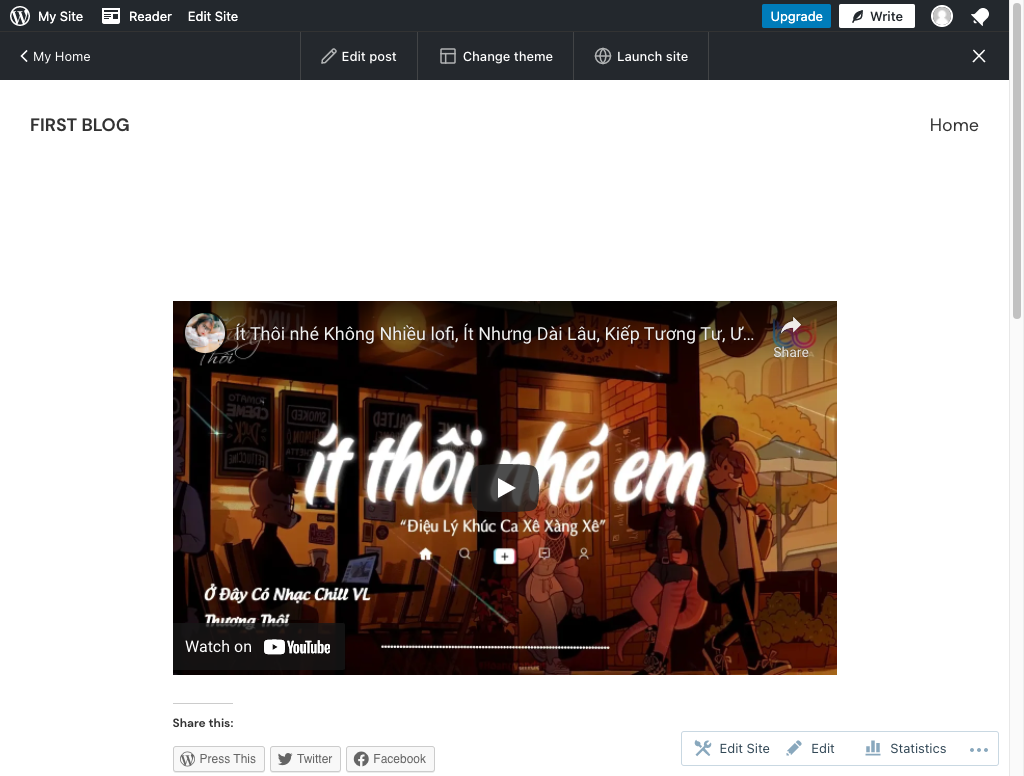 My Site Reader Edit Site Upgrade Write
My Home Edit post Change theme Launch site
FIRST BLOG Home
Ít Thôi nhé Không Nhiều lofi, Ít Nhưng Dài Lâu, Kiếp Tương Tư, Ư...
Share
Thôi
ít thôi nhé em
“Điệu Lý Khúc Ca Xê Xàng Xê”
Ở Đây Có Nhạc Chill VL
Thương Thôi
Watch on YouTube
Share this:
Press This Twitter Facebook
Edit Site Edit Statistics ...